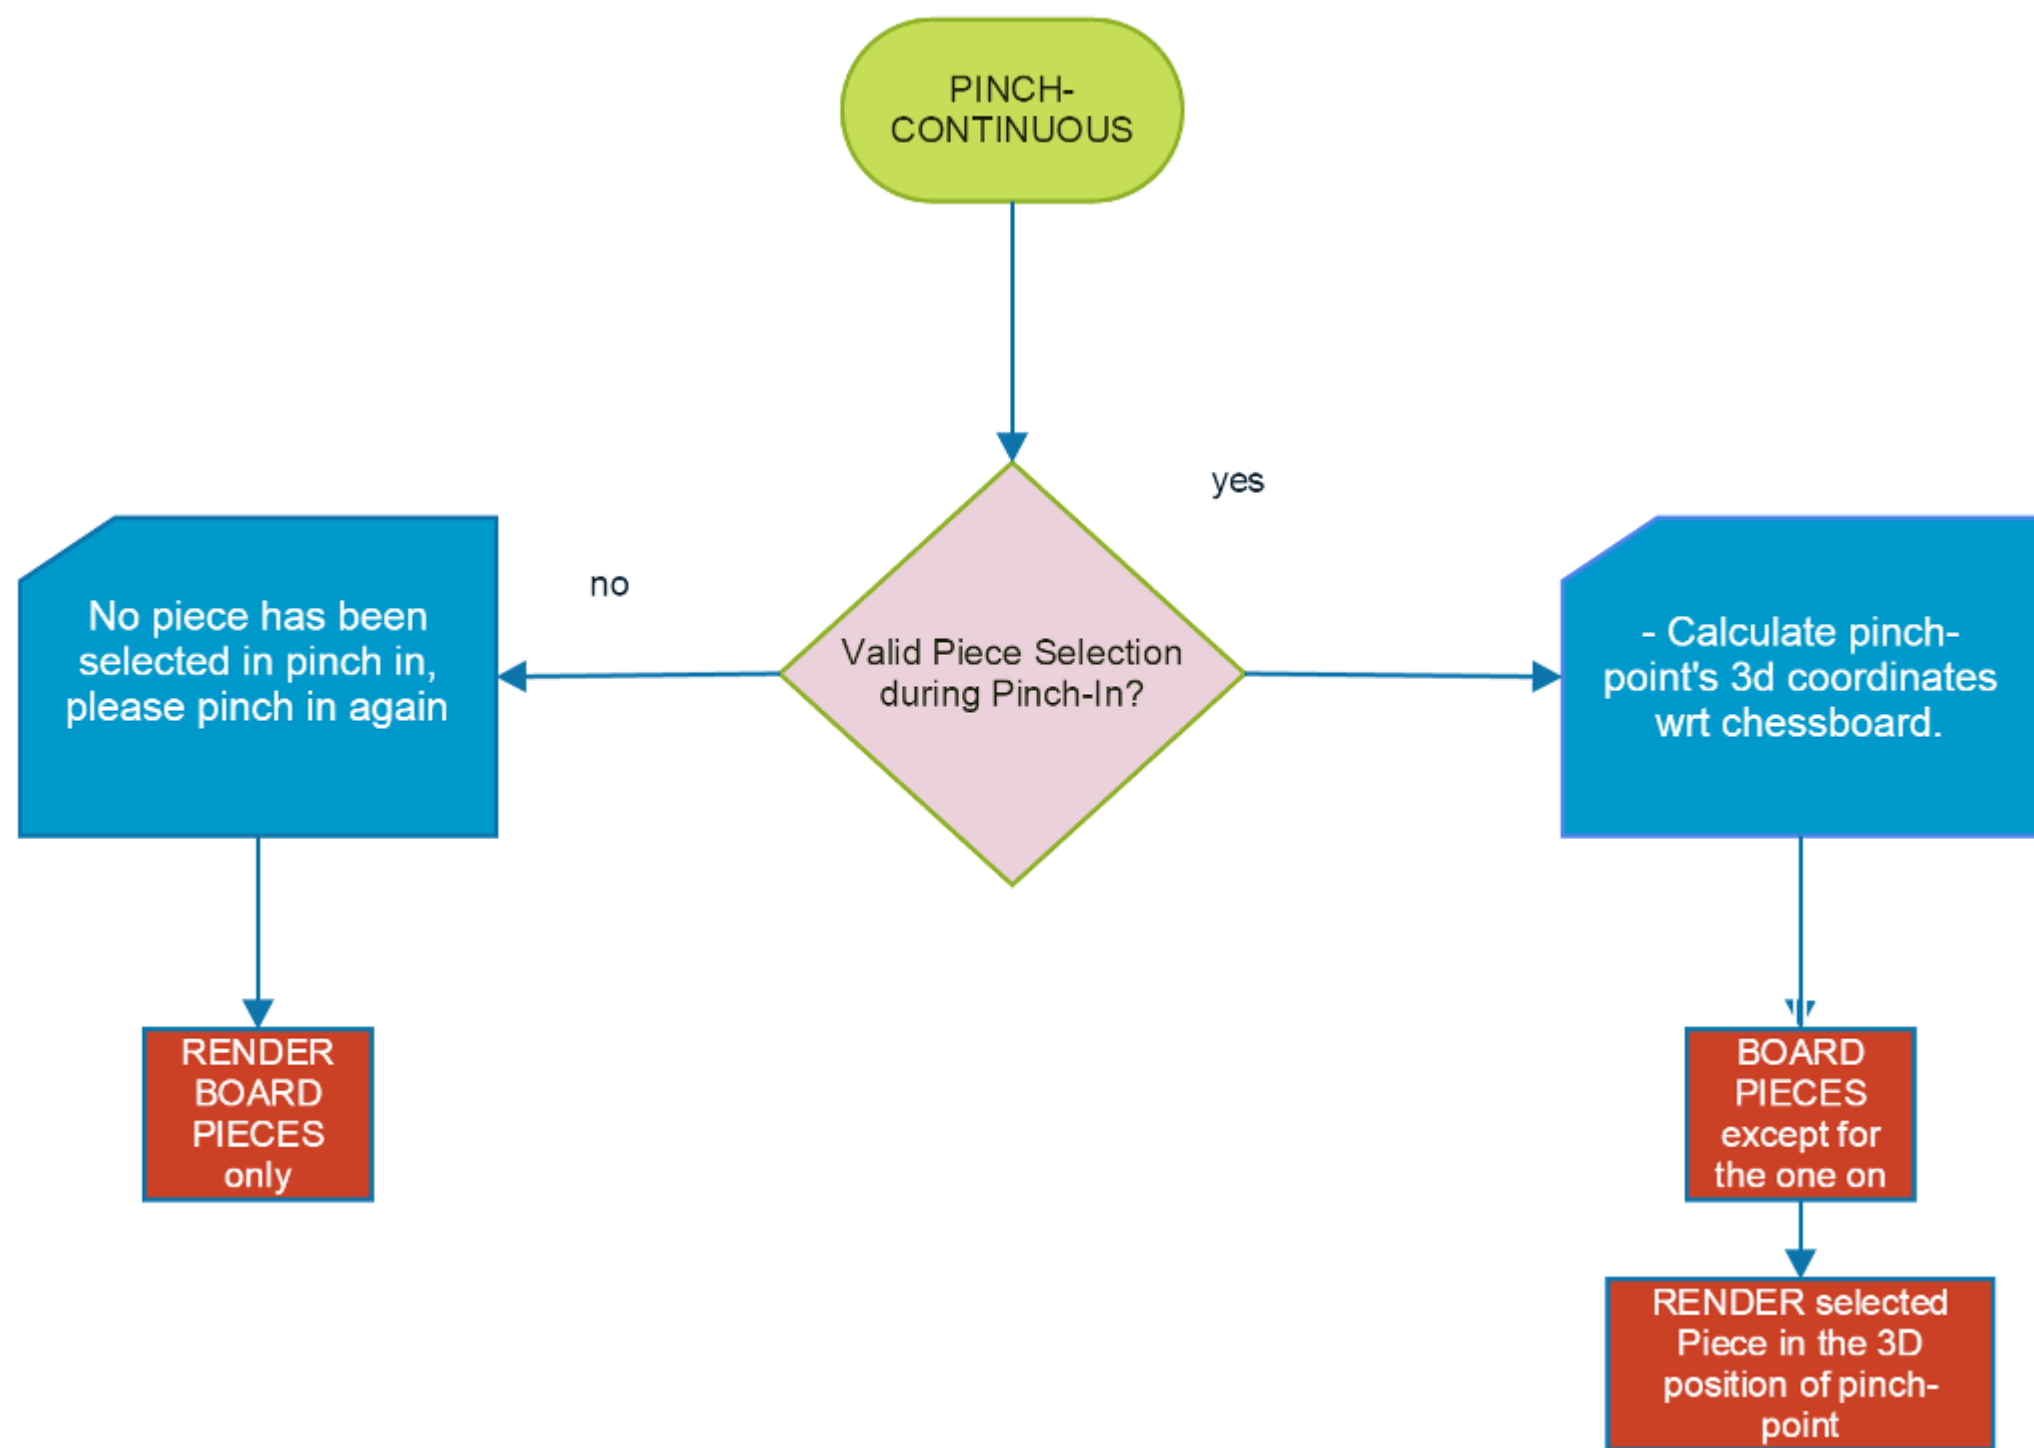 PINCH-
CONTINUOUS
yes
no
Valid Piece Selection
during Pinch-In?
No piece has been
selected in pinch in,
please pinch in again
- Calculate pinch-
point's 3d coordinates
wrt chessboard.
RENDER
BOARD
PIECES
only
BOARD
PIECES
except for
the one on
RENDER selected
Piece in the 3D
position of pinch-
point